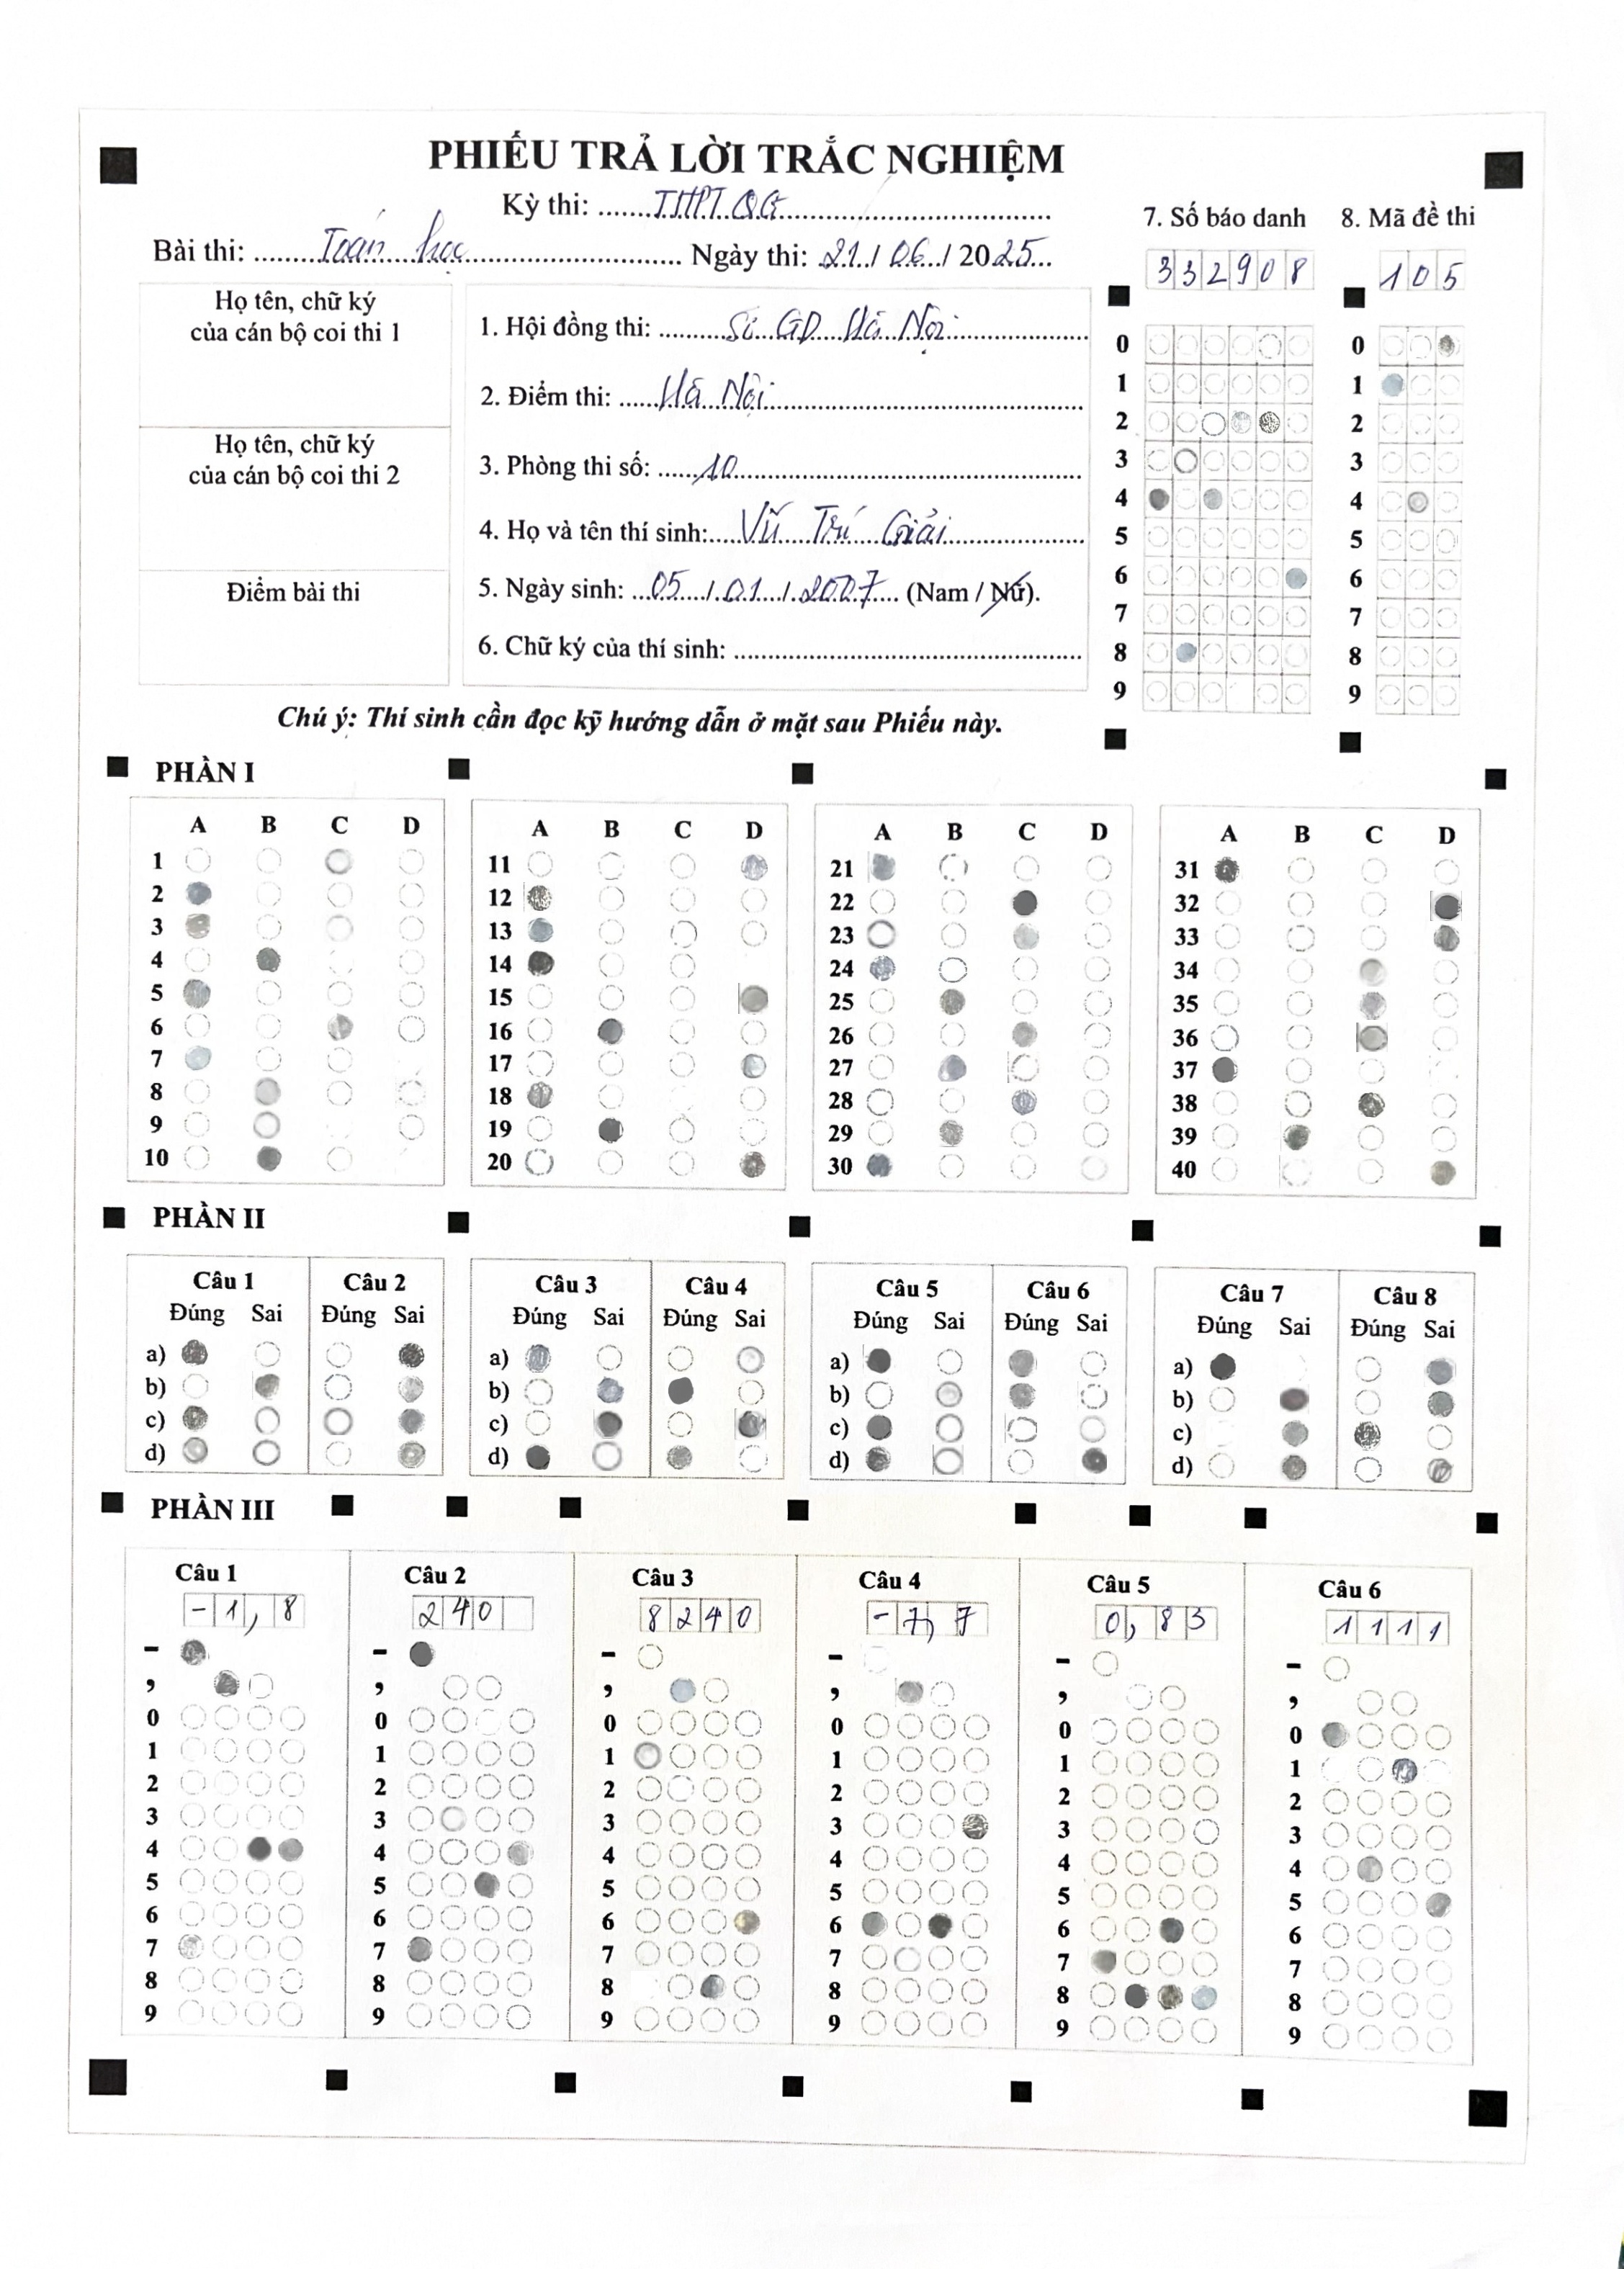 PHIẾU TRẢ LỜI TRẮC NGHIỆM
Kỳ thi: THPT QG
Bài thi: Toán học Ngày thi: 21 / 06 / 2025
7. Số báo danh 8. Mã đề thi
332908 105
Họ tên, chữ ký
của cán bộ coi thi 1
Họ tên, chữ ký
của cán bộ coi thi 2
Điểm bài thi
1. Hội đồng thi: Sở GD Hà Nội
2. Điểm thi: Hà Nội
3. Phòng thi số: 10
4. Họ và tên thí sinh: Vũ Trí Giải
5. Ngày sinh: 05 / 01 / 2007 (Nam / Nữ).
6. Chữ ký của thí sinh:
0 0
1 1
2 2
3 3
4 4
5 5
6 6
7 7
8 8
9 9
Chú ý: Thí sinh cần đọc kỹ hướng dẫn ở mặt sau Phiếu này.
PHẦN I
A B C D A B C D A B C D A B C D
1 11 21 31
2 12 22 32
3 13 23 33
4 14 24 34
5 15 25 35
6 16 26 36
7 17 27 37
8 18 28 38
9 19 29 39
10 20 30 40
PHẦN II
Câu 1 Câu 2 Câu 3 Câu 4 Câu 5 Câu 6 Câu 7 Câu 8
Đúng Sai Đúng Sai Đúng Sai Đúng Sai Đúng Sai Đúng Sai Đúng Sai Đúng Sai
a) a) a) a)
b) b) b) b)
c) c) c) c)
d) d) d) d)
PHẦN III
Câu 1 Câu 2 Câu 3 Câu 4 Câu 5 Câu 6
-1,8 240 8240 -7,7 0,83 1111
- - - - - -
, , , , , ,
0 0 0 0 0 0
1 1 1 1 1 1
2 2 2 2 2 2
3 3 3 3 3 3
4 4 4 4 4 4
5 5 5 5 5 5
6 6 6 6 6 6
7 7 7 7 7 7
8 8 8 8 8 8
9 9 9 9 9 9